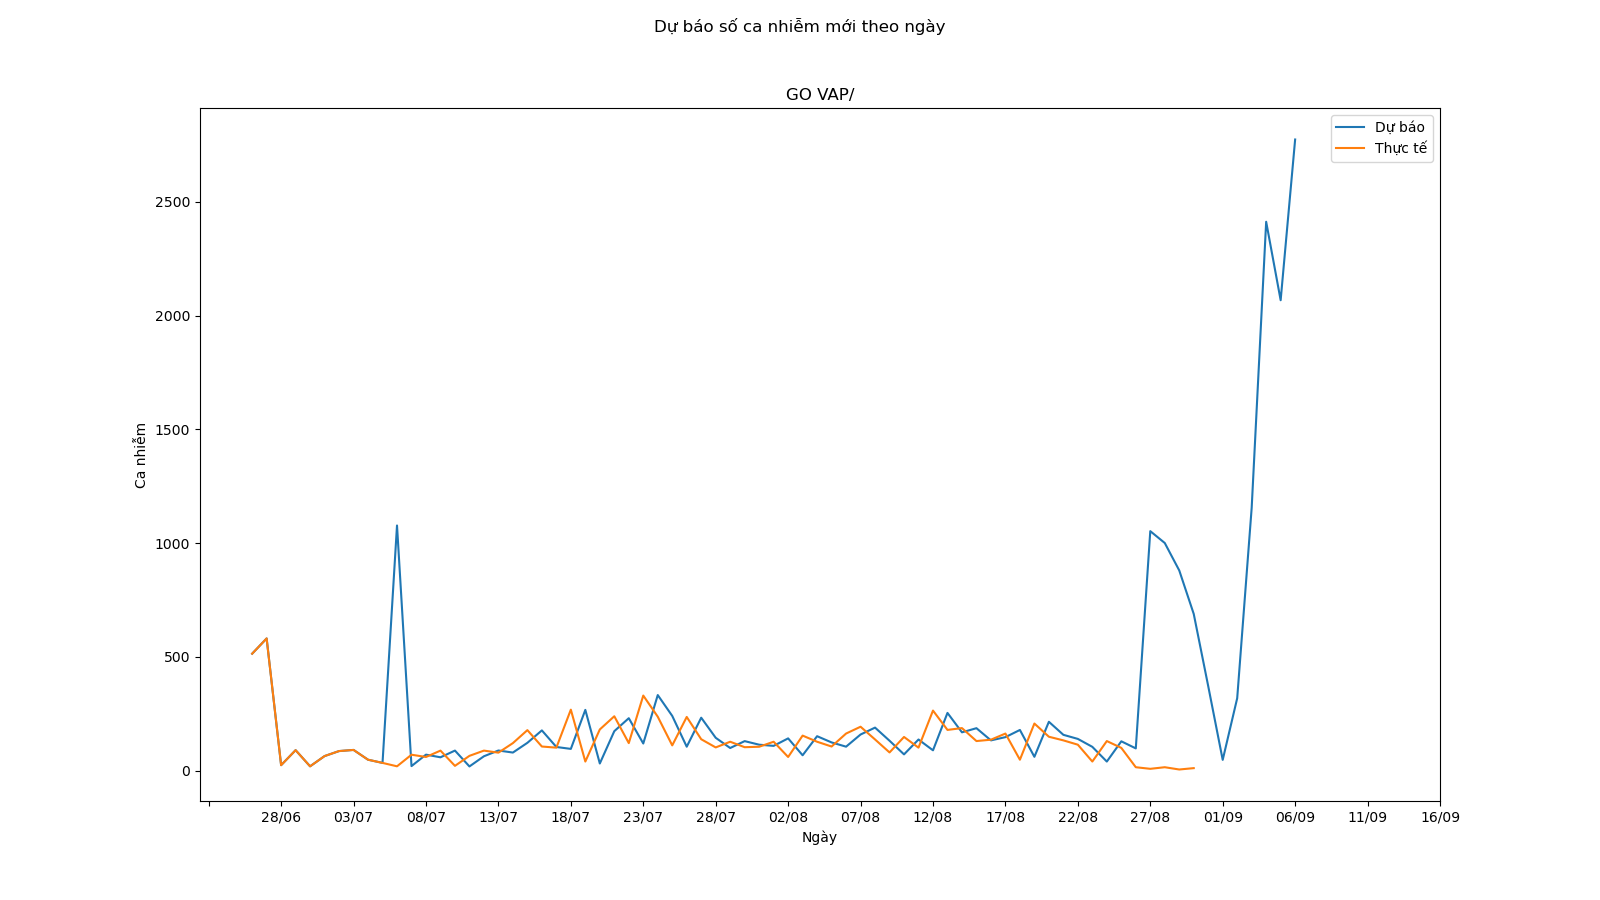 Dự báo số ca nhiễm mới theo ngày
GO VAP/
Dự báo
Thực tế
2500
2000
1500
1000
500
0
Ca nhiễm
28/06 03/07 08/07 13/07 18/07 23/07 28/07 02/08 07/08 12/08 17/08 22/08 27/08 01/09 06/09 11/09 16/09
Ngày